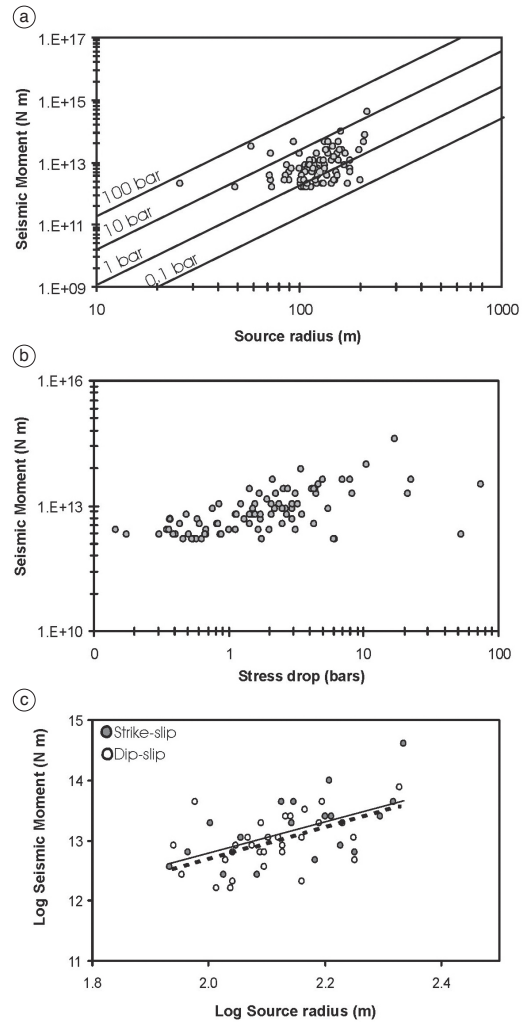 a
1.E+17
1.E+15
1.E+13
1.E+11
1.E+09
Seismic Moment (N m)
100 bar
10 bar
1 bar
0,1 bar
10
100
1000
Source radius (m)
b
1.E+16
1.E+13
1.E+10
Seismic Moment (N m)
0
1
10
100
Stress drop (bars)
c
15
14
13
12
11
Log Seismic Moment (N m)
Strike-slip
Dip-slip
1.8
2.0
2.2
2.4
Log Source radius (m)